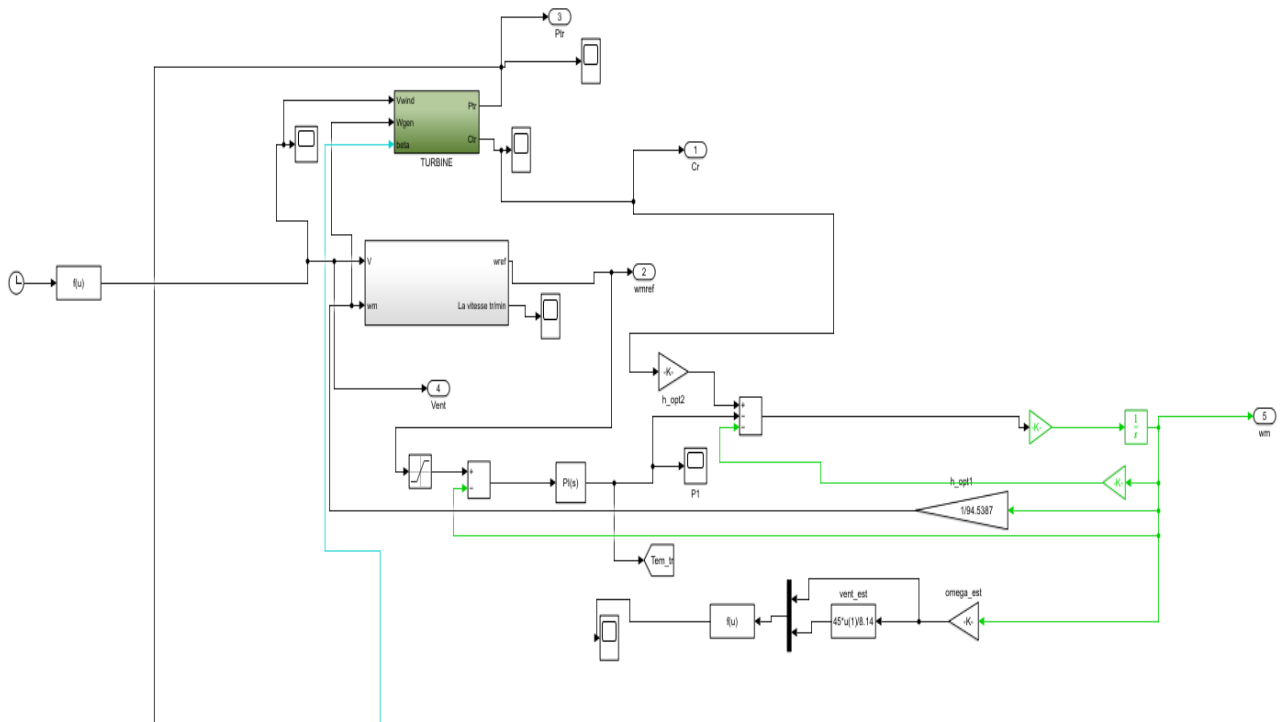 3
Ptr
Vwind
Wgen
beta
Ptr
Ctr
TURBINE
1
Cr
f(u)
V
wm
wref
La vitesse tr/min
2
wmref
4
Vent
-K-
h_opt2
+
−
−
-K-
1
s
5
wm
+
−
PI(s)
P1
h_opt1
-K-
1/94.5387
Tem_tr
vent_est
omega_est
f(u)
45*u(1)/8.14
-K-